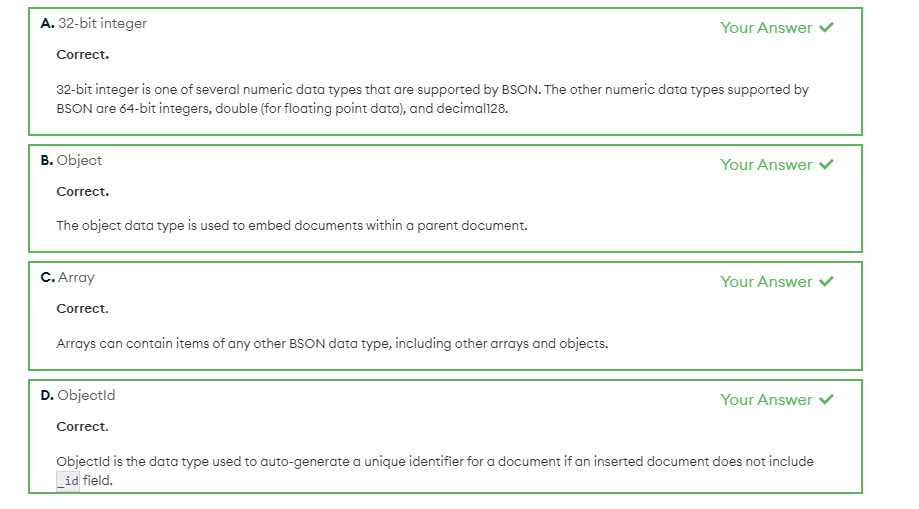 A. 32-bit integer
Your Answer ✓
Correct.
32-bit integer is one of several numeric data types that are supported by BSON. The other numeric data types supported by
BSON are 64-bit integers, double (for floating point data), and decimal128.
B. Object
Your Answer ✓
Correct.
The object data type is used to embed documents within a parent document.
C. Array
Your Answer ✓
Correct.
Arrays can contain items of any other BSON data type, including other arrays and objects.
D. ObjectId
Your Answer ✓
Correct.
ObjectId is the data type used to auto-generate a unique identifier for a document if an inserted document does not include
_id field.